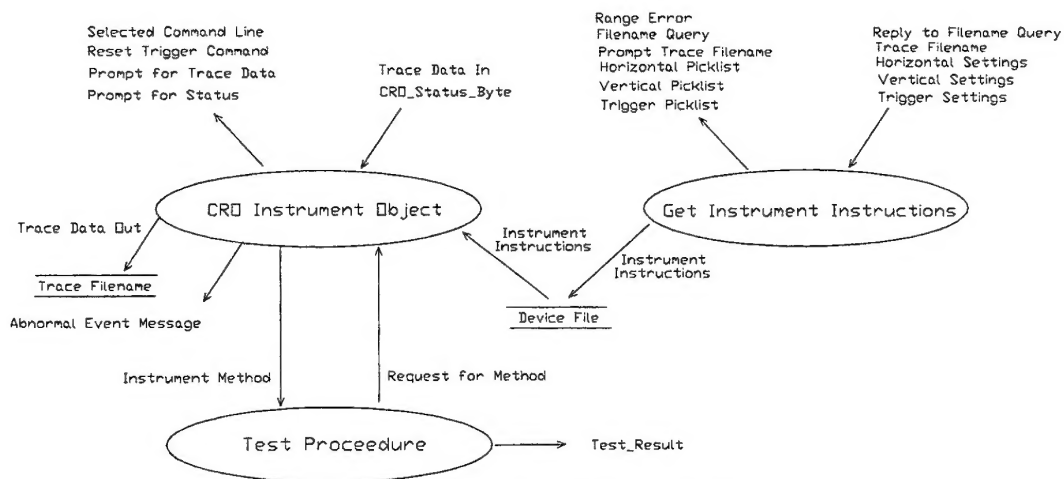 Selected Command Line
Reset Trigger Command
Prompt for Trace Data
Prompt for Status
Trace Data In
CRO_Status_Byte
Range Error
Filename Query
Prompt Trace Filename
Horizontal Picklist
Vertical Picklist
Trigger Picklist
Reply to Filename Query
Trace Filename
Horizontal Settings
Vertical Settings
Trigger Settings
CRO Instrument Object
Get Instrument Instructions
Trace Data Out
Trace Filename
Abnormal Event Message
Instrument
Instructions
Instrument
Instructions
Device File
Instrument Method
Request for Method
Test Proceedure
Test_Result